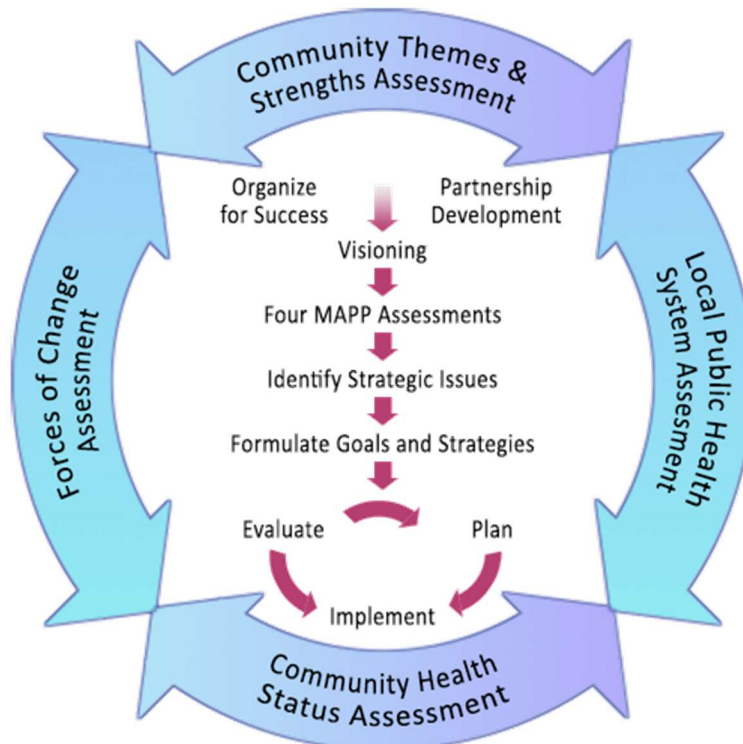 Community Themes &
Strengths Assessment
Organize
for Success
Partnership
Development
Visioning
Four MAPP Assessments
Identify Strategic Issues
Formulate Goals and Strategies
Evaluate
Plan
Implement
Forces of Change
Assessment
Local Public Health
System Assesment
Community Health
Status Assessment